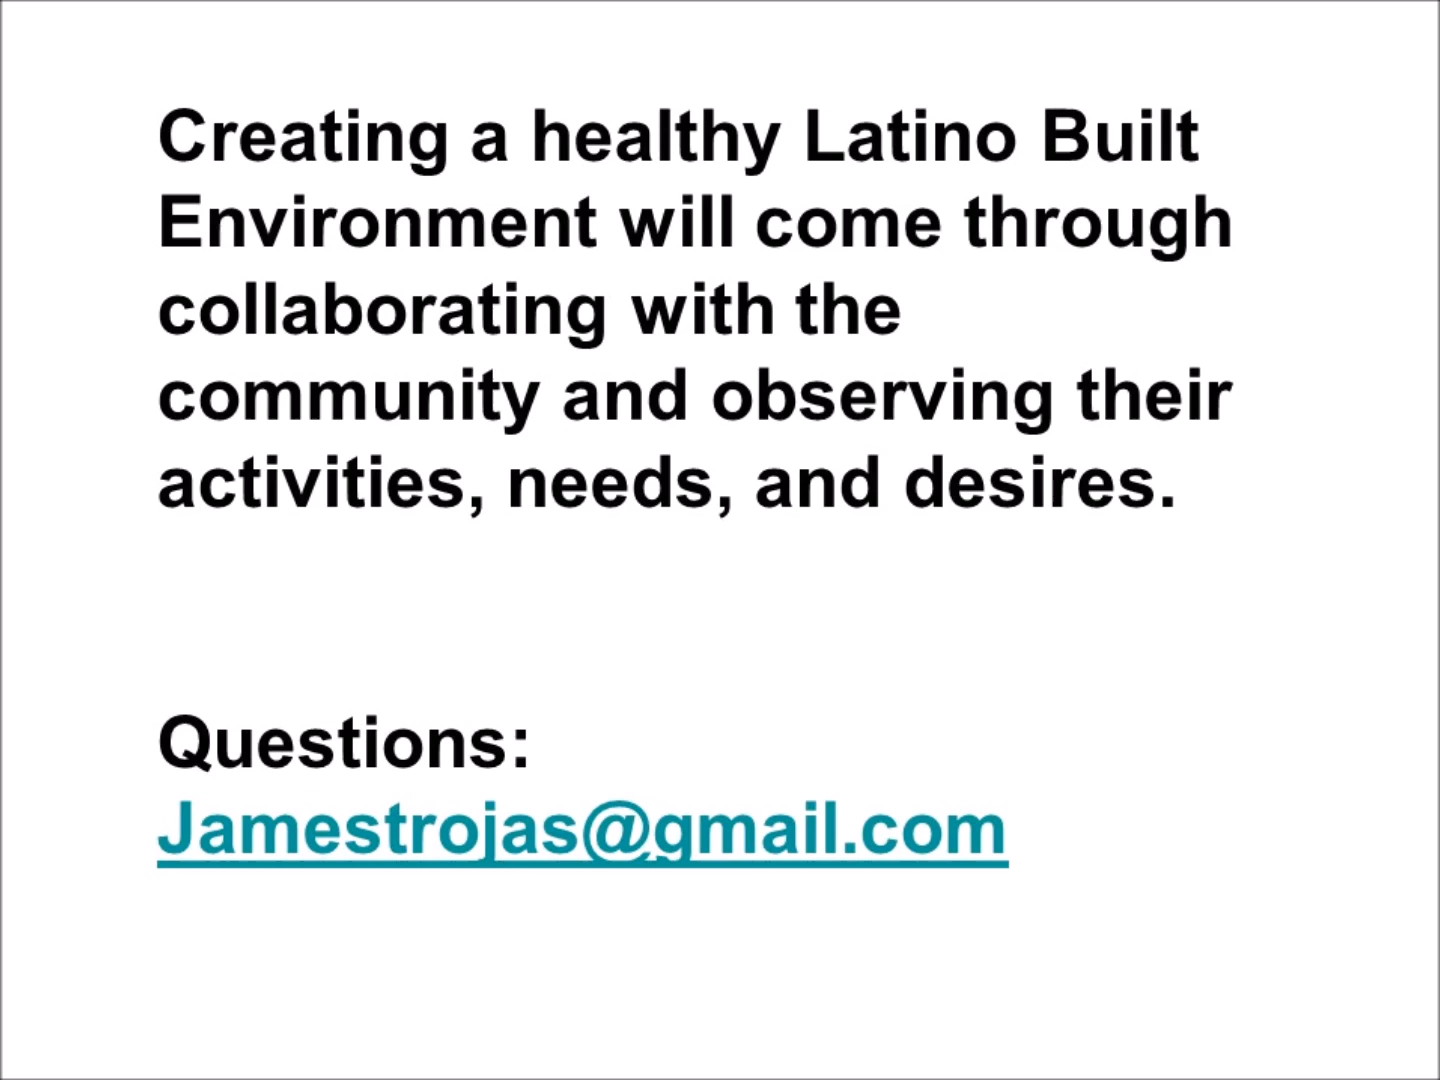 Creating a healthy Latino Built
Environment will come through
collaborating with the
community and observing their
activities, needs, and desires.
Questions:
Jamestrojas@gmail.com